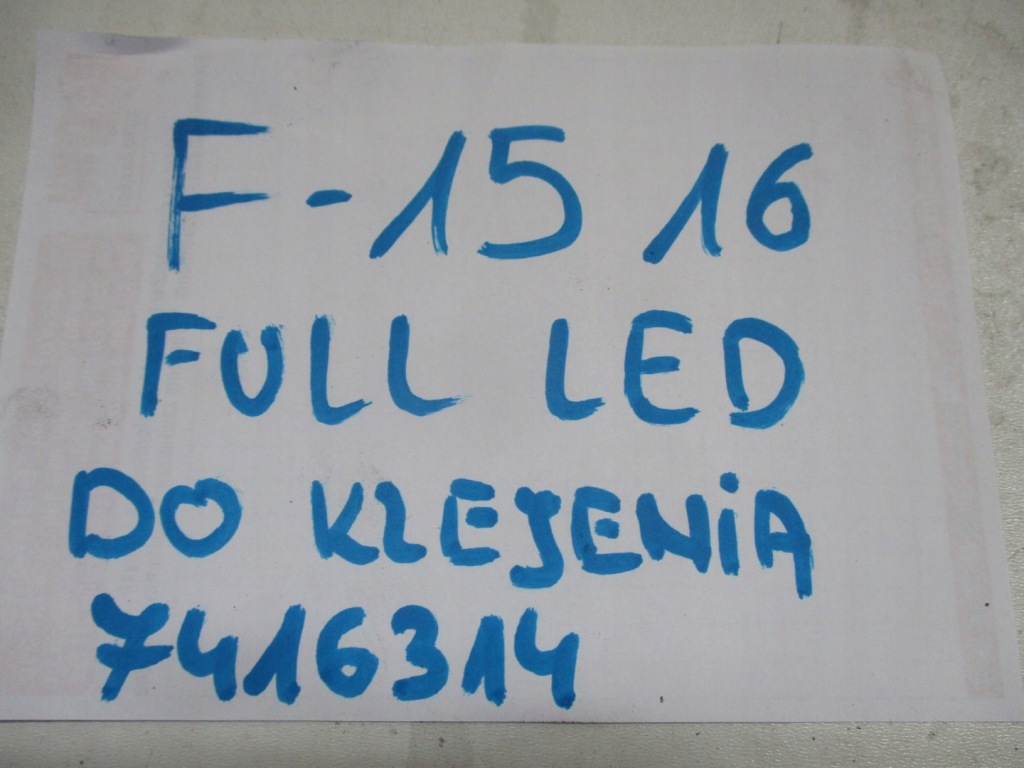 F-15 16
FULL LED
DO KLEJENiA
7416314